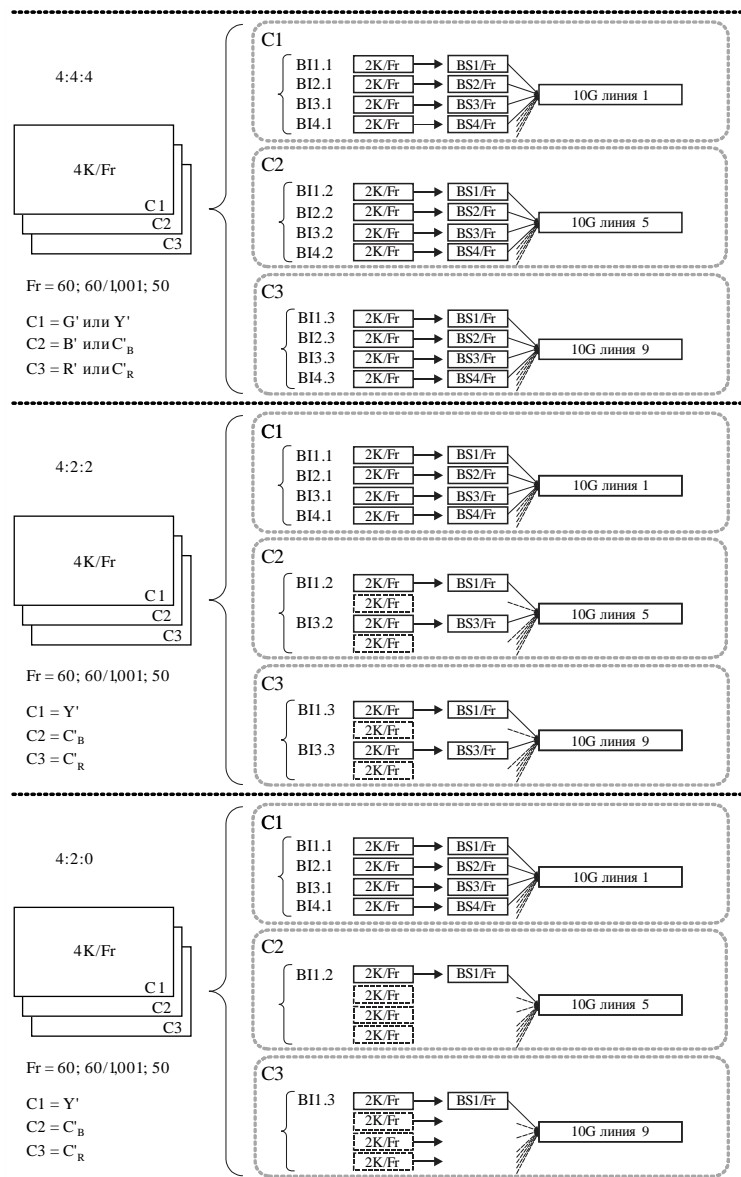 4:4:4
4K/Fr
C1
C2
C3
Fr = 60; 60/1,001; 50
C1 = G' или Y'
C2 = B' или C'B
C3 = R' или C'R
C1
BI1.1 2K/Fr BS1/Fr
BI2.1 2K/Fr BS2/Fr
BI3.1 2K/Fr BS3/Fr
BI4.1 2K/Fr BS4/Fr
10G линия 1
C2
BI1.2 2K/Fr BS1/Fr
BI2.2 2K/Fr BS2/Fr
BI3.2 2K/Fr BS3/Fr
BI4.2 2K/Fr BS4/Fr
10G линия 5
C3
BI1.3 2K/Fr BS1/Fr
BI2.3 2K/Fr BS2/Fr
BI3.3 2K/Fr BS3/Fr
BI4.3 2K/Fr BS4/Fr
10G линия 9
4:2:2
4K/Fr
C1
C2
C3
Fr = 60; 60/1,001; 50
C1 = Y'
C2 = C'B
C3 = C'R
C1
BI1.1 2K/Fr BS1/Fr
BI2.1 2K/Fr BS2/Fr
BI3.1 2K/Fr BS3/Fr
BI4.1 2K/Fr BS4/Fr
10G линия 1
C2
BI1.2 2K/Fr BS1/Fr
2K/Fr
BI3.2 2K/Fr BS3/Fr
2K/Fr
10G линия 5
C3
BI1.3 2K/Fr BS1/Fr
2K/Fr
BI3.3 2K/Fr BS3/Fr
2K/Fr
10G линия 9
4:2:0
4K/Fr
C1
C2
C3
Fr = 60; 60/1,001; 50
C1 = Y'
C2 = C'B
C3 = C'R
C1
BI1.1 2K/Fr BS1/Fr
BI2.1 2K/Fr BS2/Fr
BI3.1 2K/Fr BS3/Fr
BI4.1 2K/Fr BS4/Fr
10G линия 1
C2
BI1.2 2K/Fr BS1/Fr
2K/Fr
2K/Fr
2K/Fr
10G линия 5
C3
BI1.3 2K/Fr BS1/Fr
2K/Fr
2K/Fr
2K/Fr
10G линия 9